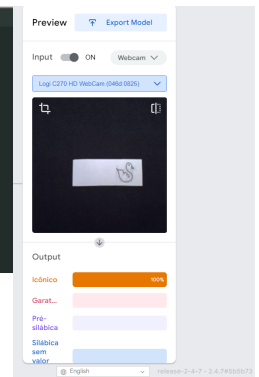 Preview
Export Model
Input ON Webcam
Logi C270 HD WebCam (046d:0825)
Output
Icônico 100%
Garat...
Pré-
silábica
Silábica
sem
valor
English release-2-4-7 - 2.4.7#5b5b73